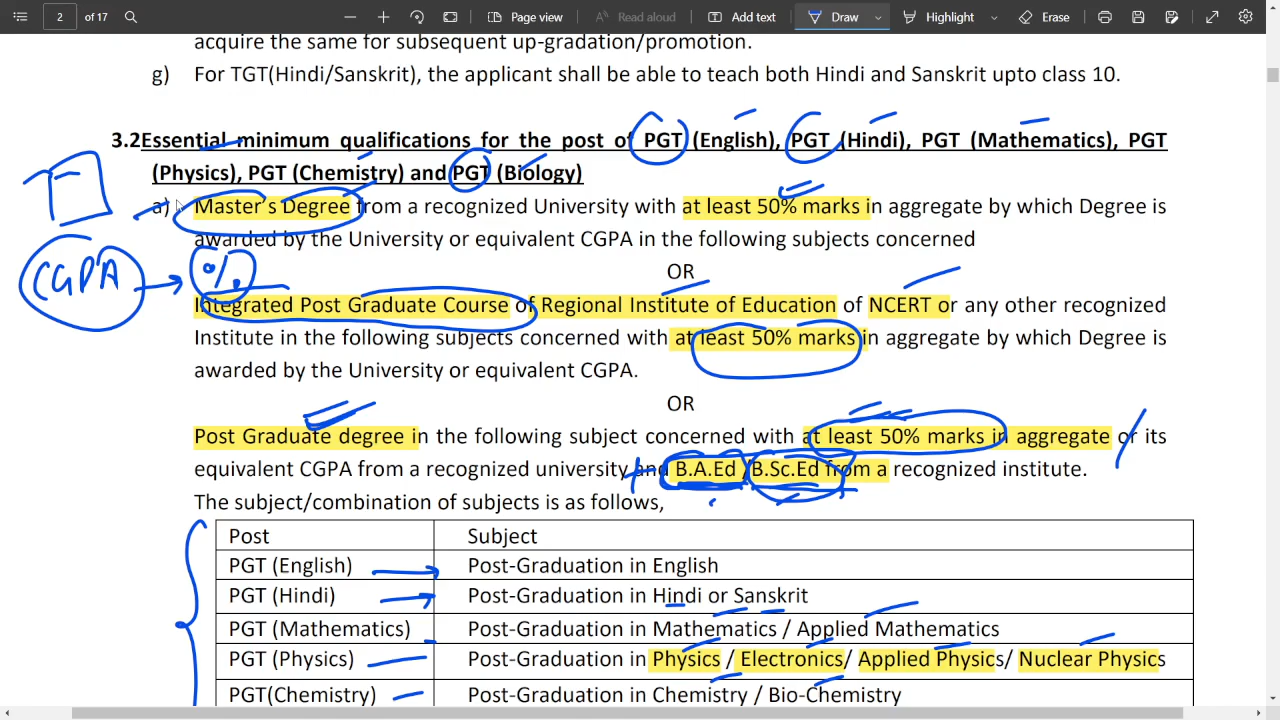 2 of 17 Page view Read aloud Add text Draw Highlight Erase
acquire the same for subsequent up-gradation/promotion.
g) For TGT(Hindi/Sanskrit), the applicant shall be able to teach both Hindi and Sanskrit upto class 10.
3.2 Essential minimum qualifications for the post of PGT (English), PGT (Hindi), PGT (Mathematics), PGT
(Physics), PGT (Chemistry) and PGT (Biology)
a) Master's Degree from a recognized University with at least 50% marks in aggregate by which Degree is
awarded by the University or equivalent CGPA in the following subjects concerned
CGPA → %
OR
Integrated Post Graduate Course of Regional Institute of Education of NCERT or any other recognized
Institute in the following subjects concerned with at least 50% marks in aggregate by which Degree is
awarded by the University or equivalent CGPA.
OR
Post Graduate degree in the following subject concerned with at least 50% marks in aggregate or its
equivalent CGPA from a recognized university and B.A.Ed /B.Sc.Ed from a recognized institute.
The subject/combination of subjects is as follows,
Post Subject
PGT (English) Post-Graduation in English
PGT (Hindi) Post-Graduation in Hindi or Sanskrit
PGT (Mathematics) Post-Graduation in Mathematics / Applied Mathematics
PGT (Physics) Post-Graduation in Physics / Electronics/ Applied Physics/ Nuclear Physics
PGT(Chemistry) Post-Graduation in Chemistry / Bio-Chemistry